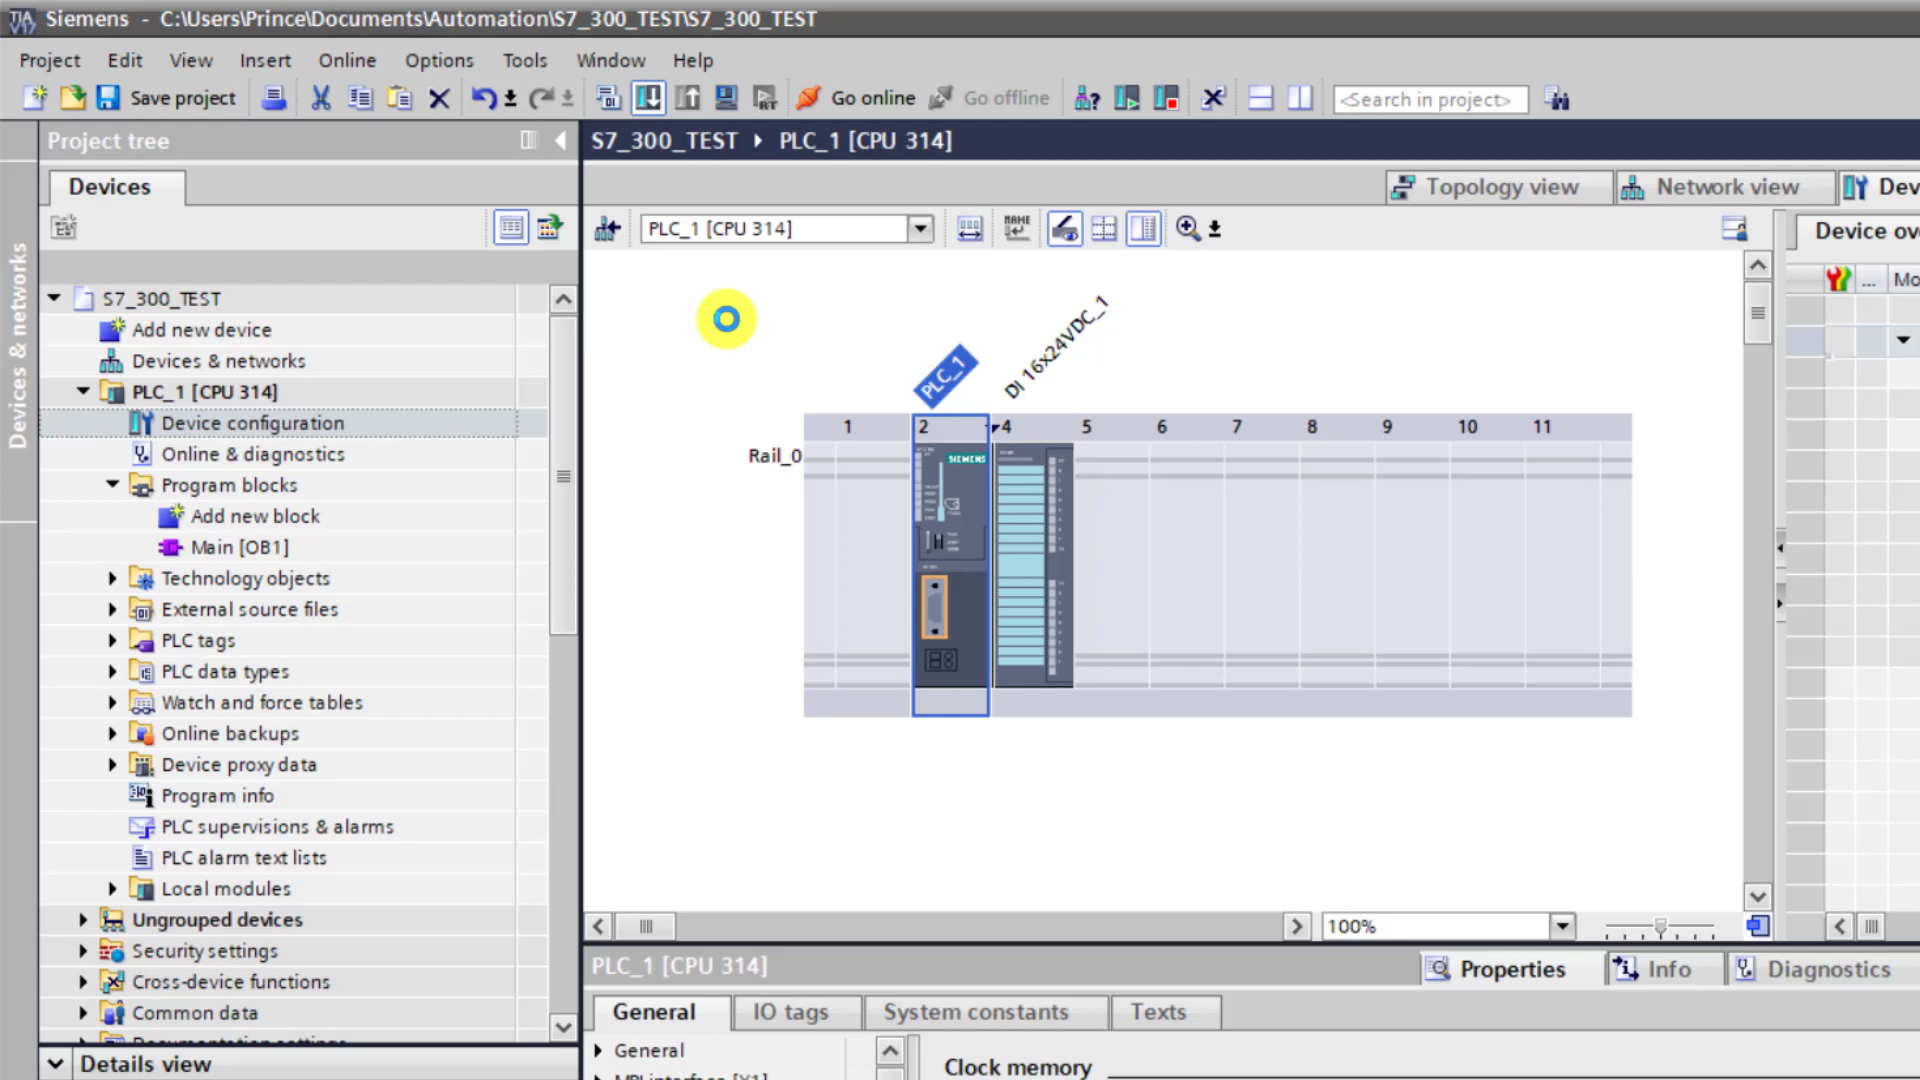 Siemens - C:\Users\Prince\Documents\Automation\S7_300_TEST\S7_300_TEST
Project Edit View Insert Online Options Tools Window Help
Save project Go online Go offline <Search in project>
Project tree
S7_300_TEST PLC_1 [CPU 314]
Devices
Topology view Network view Dev
Devices & networks
PLC_1 [CPU 314]
Device ov
... Mo
S7_300_TEST
Add new device
Devices & networks
PLC_1 [CPU 314]
Device configuration
Online & diagnostics
Program blocks
Add new block
Main [OB1]
Technology objects
External source files
PLC tags
PLC data types
Watch and force tables
Online backups
Device proxy data
Program info
PLC supervisions & alarms
PLC alarm text lists
Local modules
Ungrouped devices
Security settings
Cross-device functions
Common data
Documentation settings
Details view
PLC_1
DI 16x24VDC_1
1 2 4 5 6 7 8 9 10 11
Rail_0
SIEMENS
100%
PLC_1 [CPU 314]
Properties Info Diagnostics
General IO tags System constants Texts
General
MPI interface [X1]
Clock memory